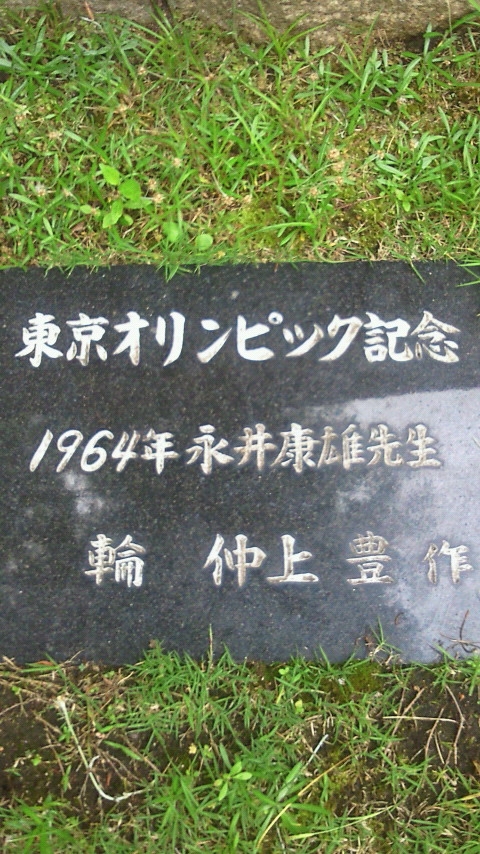 東京オリンピック記念
1964年 永井康雄先生
輪 仲上 豊 作